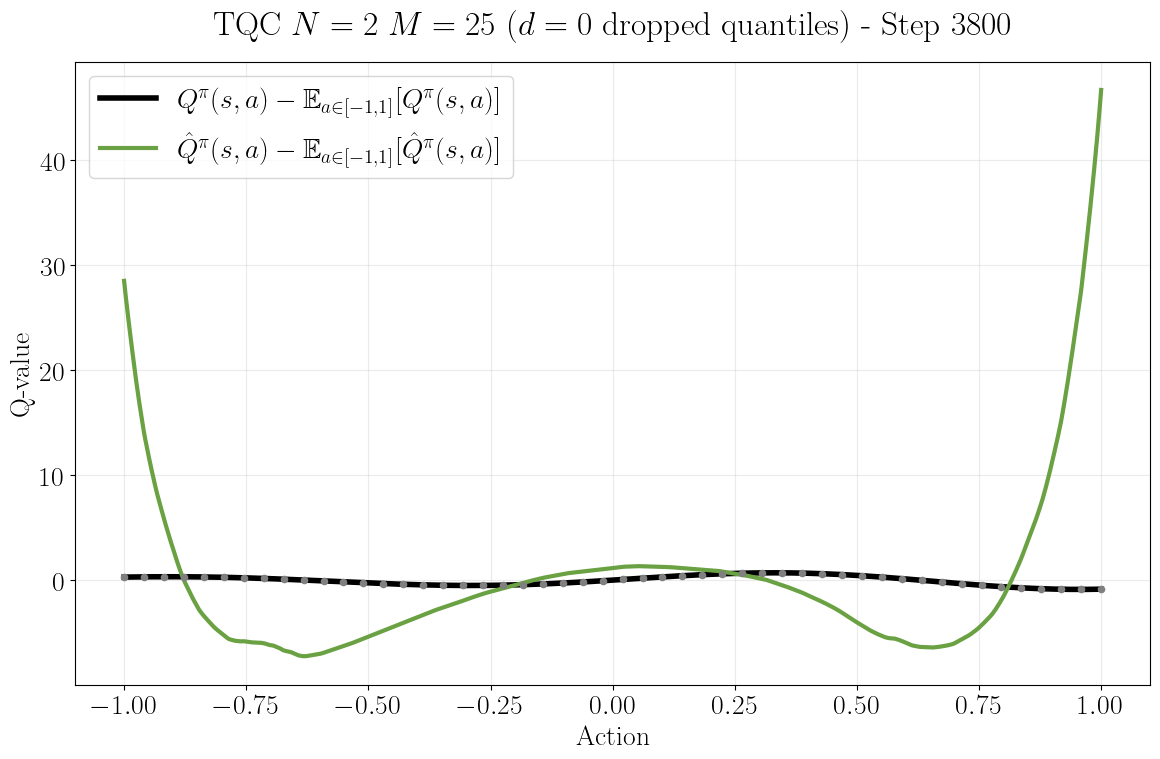 TQC N = 2 M = 25 (d = 0 dropped quantiles) - Step 3800
Q^π(s, a) − 𝔼_{a∈[−1,1]}[Q^π(s, a)]
Q̂^π(s, a) − 𝔼_{a∈[−1,1]}[Q̂^π(s, a)]
40
30
20
10
0
Q-value
−1.00 −0.75 −0.50 −0.25 0.00 0.25 0.50 0.75 1.00
Action